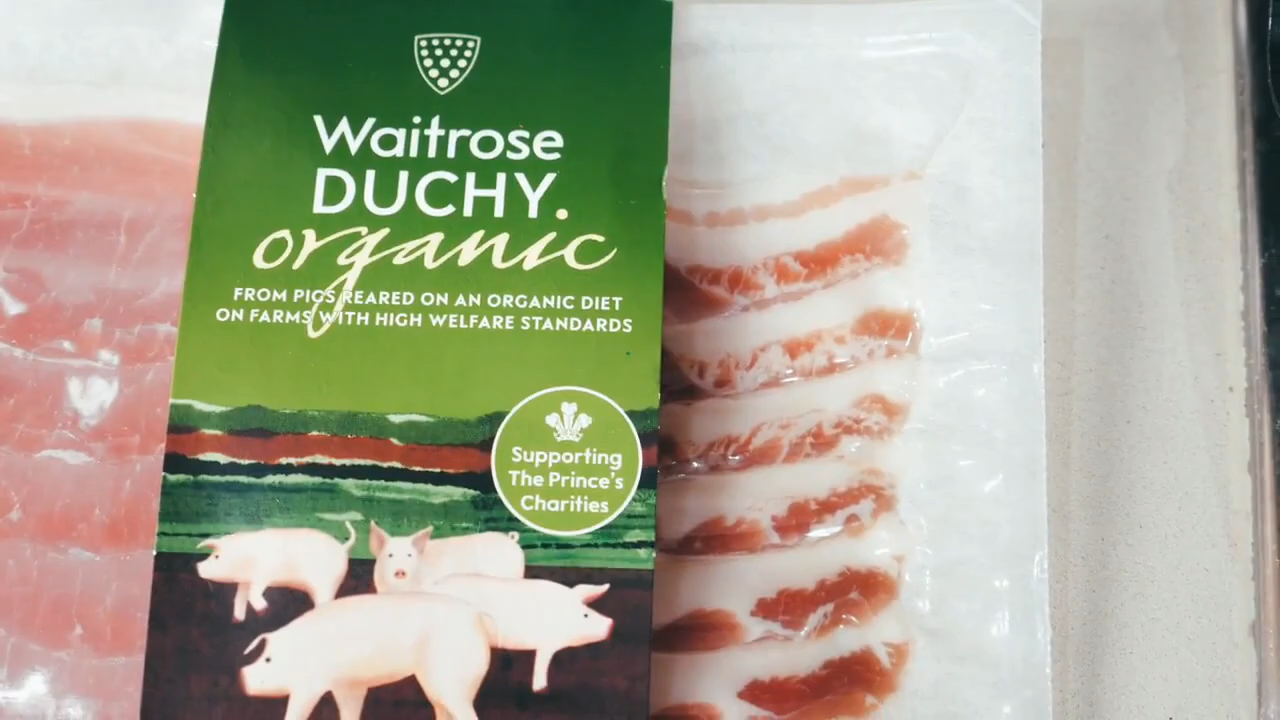 Waitrose
DUCHY.
organic
FROM PIGS REARED ON AN ORGANIC DIET
ON FARMS WITH HIGH WELFARE STANDARDS
Supporting
The Prince's
Charities